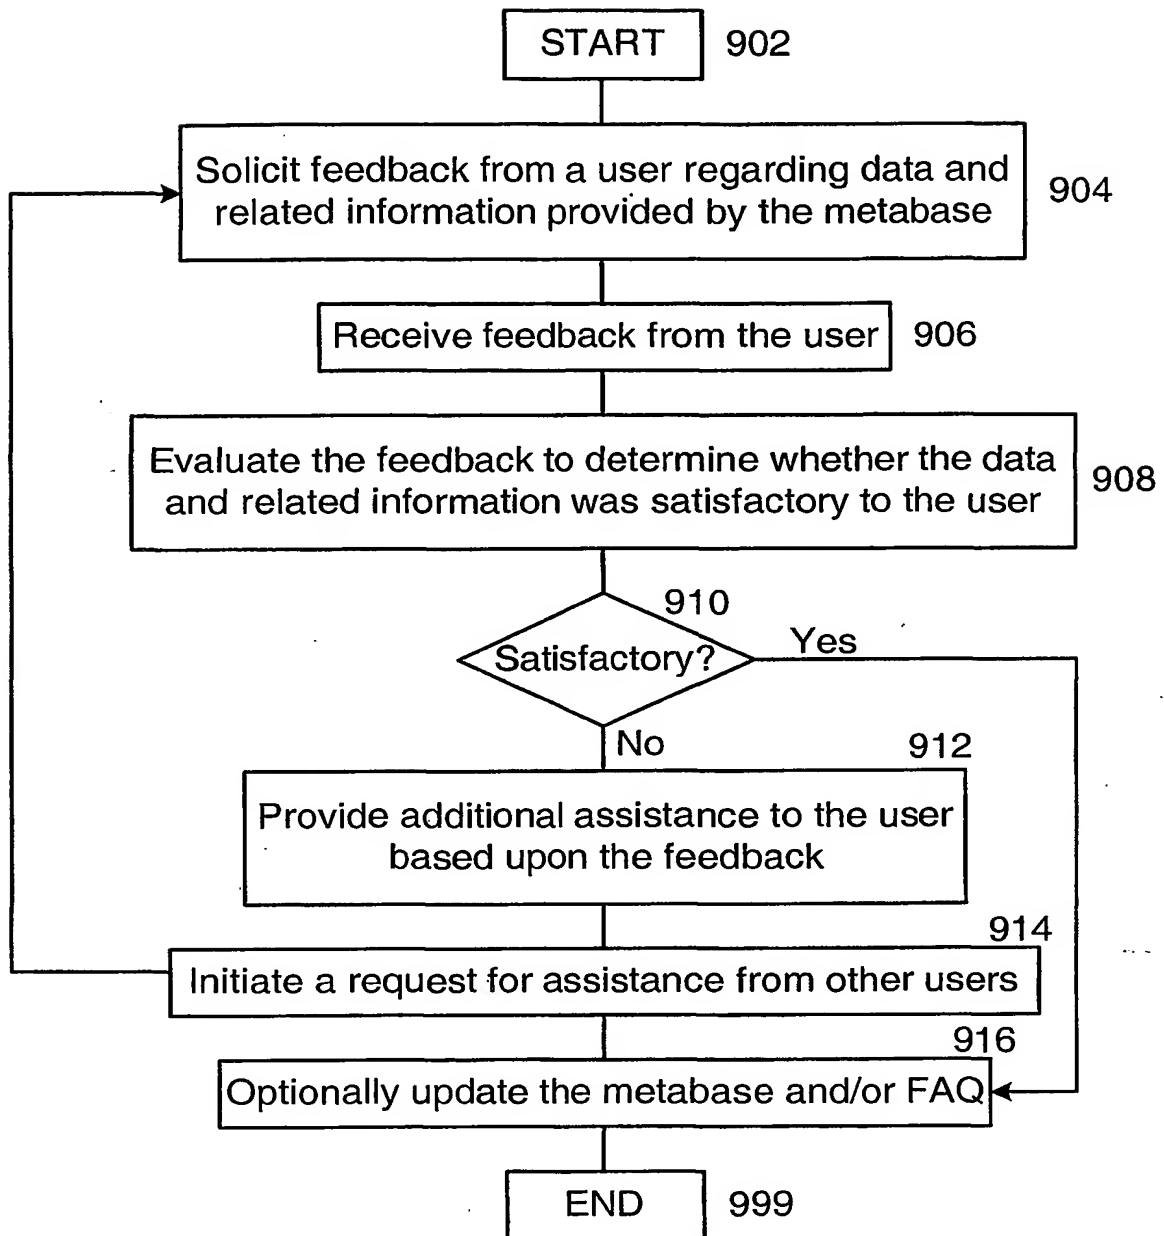 START 902
Solicit feedback from a user regarding data and
related information provided by the metabase
904
Receive feedback from the user 906
Evaluate the feedback to determine whether the data
and related information was satisfactory to the user
908
910
Satisfactory?
Yes
No
912
Provide additional assistance to the user
based upon the feedback
914
Initiate a request for assistance from other users
916
Optionally update the metabase and/or FAQ
END 999